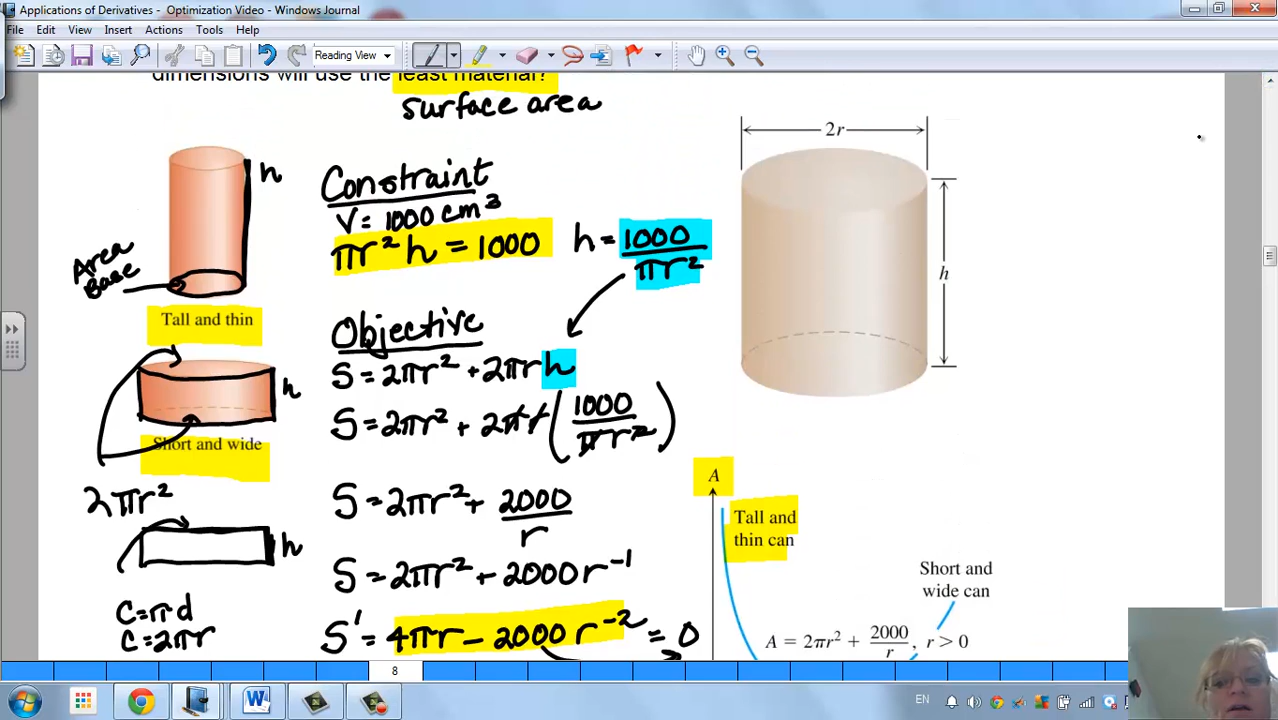 Applications of Derivatives - Optimization Video - Windows Journal
File Edit View Insert Actions Tools Help
Reading View
dimensions will use the least material?
surface area
h
Area
Base
Tall and thin
h
Short and wide
2πr²
h
C=πd
C=2πr
Constraint
V= 1000 cm³
πr²h = 1000
h = 1000/πr²
Objective
S = 2πr² + 2πrh
S = 2πr² + 2πr (1000/πr²)
S = 2πr² + 2000/r
S = 2πr² + 2000r⁻¹
S' = 4πr - 2000r⁻² = 0
2r
h
A
Tall and
thin can
Short and
wide can
A = 2πr² + 2000/r, r > 0
8
EN